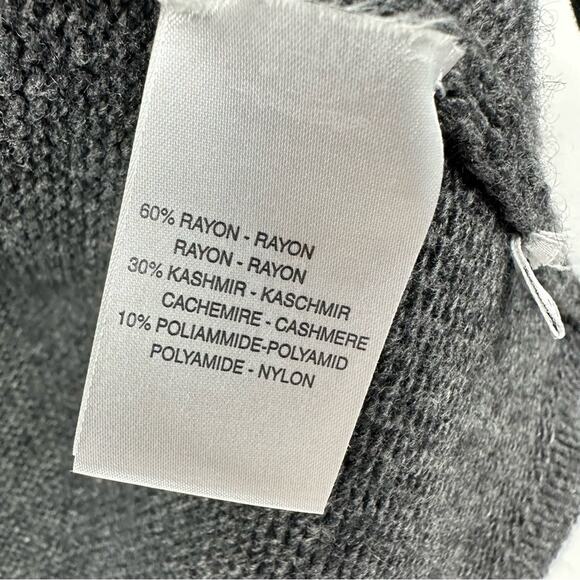 60% RAYON - RAYON
RAYON - RAYON
30% KASHMIR - KASCHMIR
CACHEMIRE - CASHMERE
10% POLIAMMIDE-POLYAMID
POLYAMIDE - NYLON